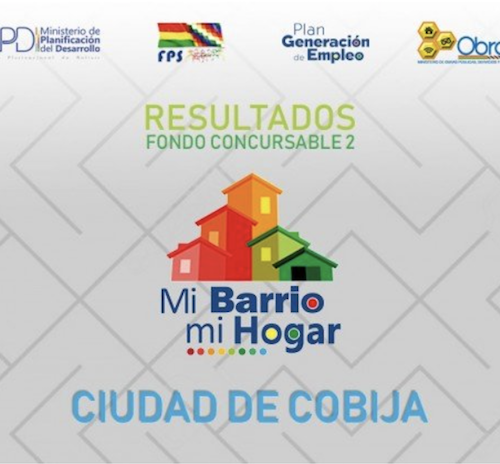 PD Ministerio de
Planificación
del Desarrollo
FPS
Plan
Generación
de Empleo
RESULTADOS
FONDO CONCURSABLE 2
Mi Barrio
mi Hogar
CIUDAD DE COBIJA